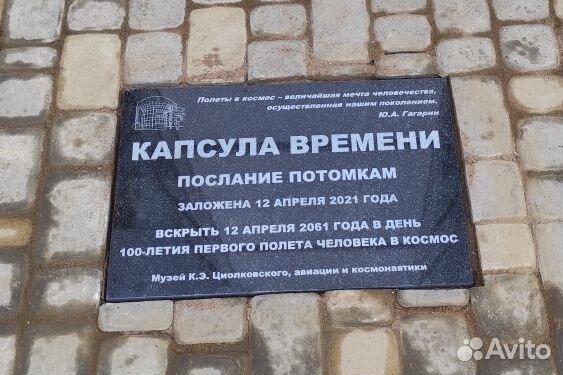 Полеты в космос – величайшая мечта человечества,
осуществленная нашим поколением.
Ю.А. Гагарин
КАПСУЛА ВРЕМЕНИ
ПОСЛАНИЕ ПОТОМКАМ
ЗАЛОЖЕНА 12 АПРЕЛЯ 2021 ГОДА
ВСКРЫТЬ 12 АПРЕЛЯ 2061 ГОДА В ДЕНЬ
100-ЛЕТИЯ ПЕРВОГО ПОЛЕТА ЧЕЛОВЕКА В КОСМОС
Музей К.Э. Циолковского, авиации и космонавтики
Avito